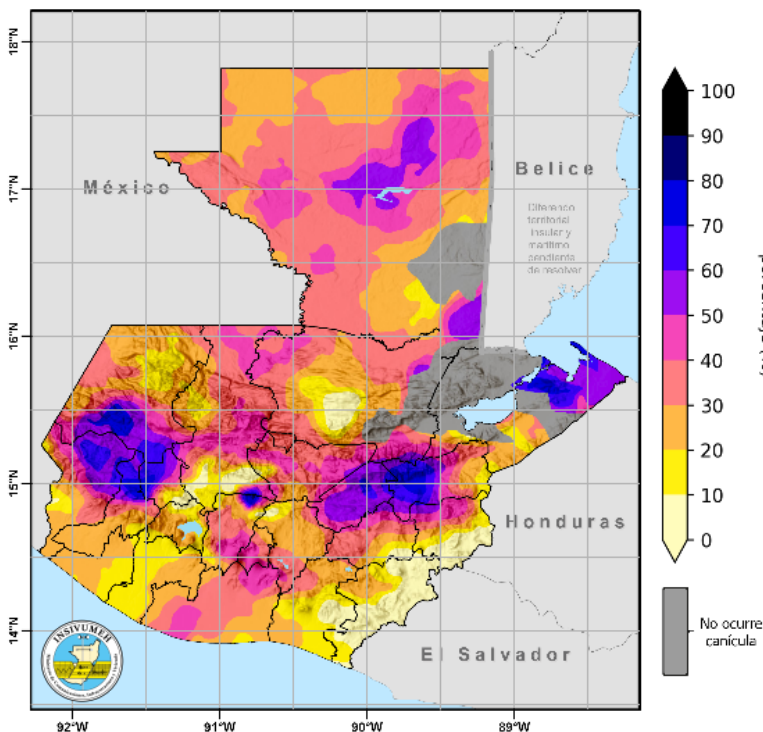 18°N
17°N
16°N
15°N
14°N
92°W
91°W
90°W
89°W
México
Belice
Diferendo
territorial
insular y
marítimo
pendiente
de resolver
Honduras
El Salvador
INSIVUMEH
100
90
80
70
60
50
40
30
20
10
0
No ocurre
canícula